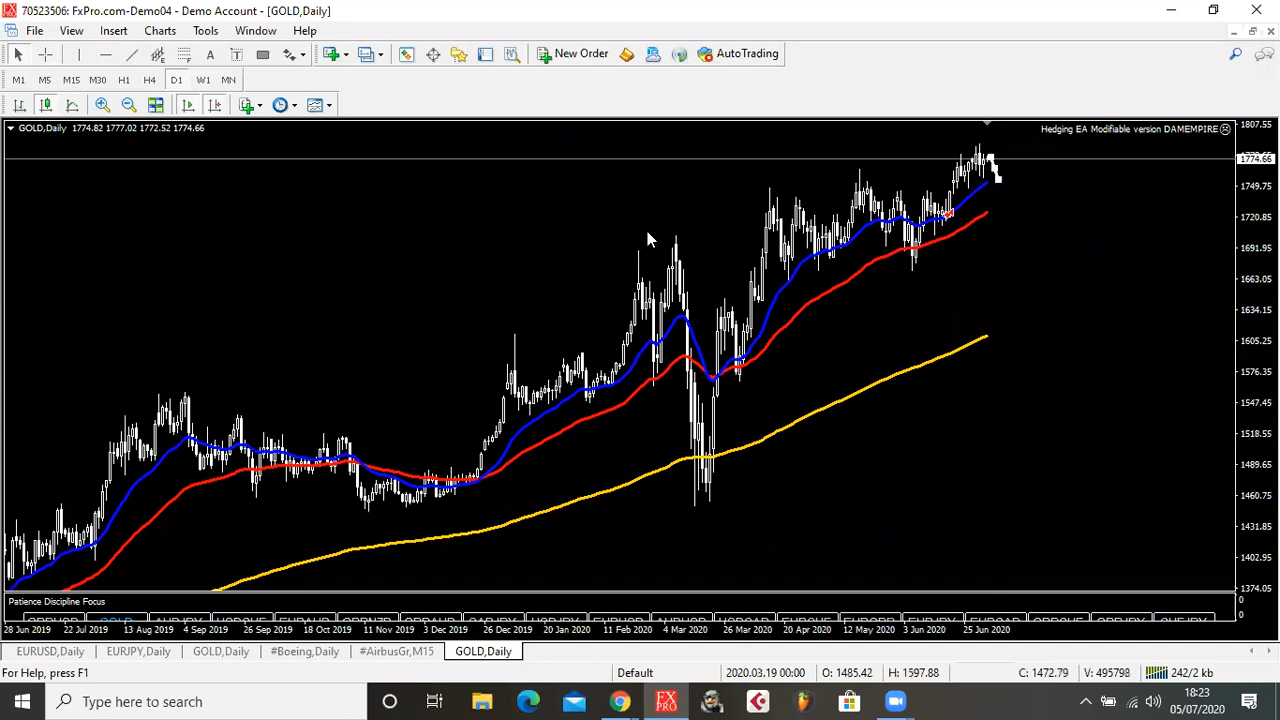 70523506: FxPro.com-Demo04 - Demo Account - [GOLD,Daily]
File View Insert Charts Tools Window Help
New Order AutoTrading
M1 M5 M15 M30 H1 H4 D1 W1 MN
GOLD,Daily 1774.82 1777.02 1772.52 1774.66
Hedging EA Modifiable version DAMEMPIRE
1807.55
1774.66
1749.75
1720.85
1691.95
1663.05
1634.15
1605.25
1576.35
1547.45
1518.55
1489.65
1460.75
1431.85
1402.95
1374.05
Patience Discipline Focus
0
0
28 Jun 2019 22 Jul 2019 13 Aug 2019 4 Sep 2019 26 Sep 2019 18 Oct 2019 11 Nov 2019 3 Dec 2019 26 Dec 2019 20 Jan 2020 11 Feb 2020 4 Mar 2020 26 Mar 2020 20 Apr 2020 12 May 2020 3 Jun 2020 25 Jun 2020
EURUSD,Daily EURJPY,Daily GOLD,Daily #Boeing,Daily #AirbusGr,M15 GOLD,Daily
For Help, press F1 Default 2020.03.19 00:00 O: 1485.42 H: 1597.88 C: 1472.79 V: 495798 242/2 kb
Type here to search
FX
PRO
18:23
05/07/2020